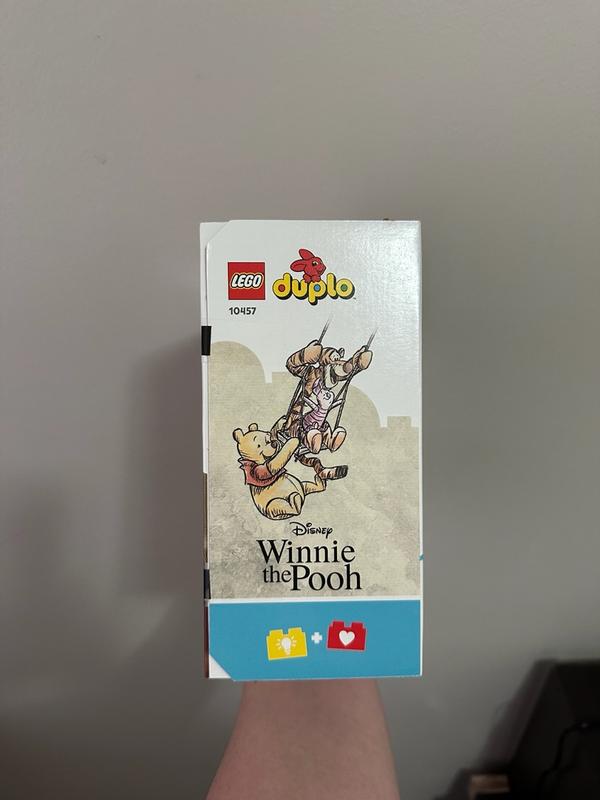 LEGO
duplo
10457
Disney
Winnie
the Pooh